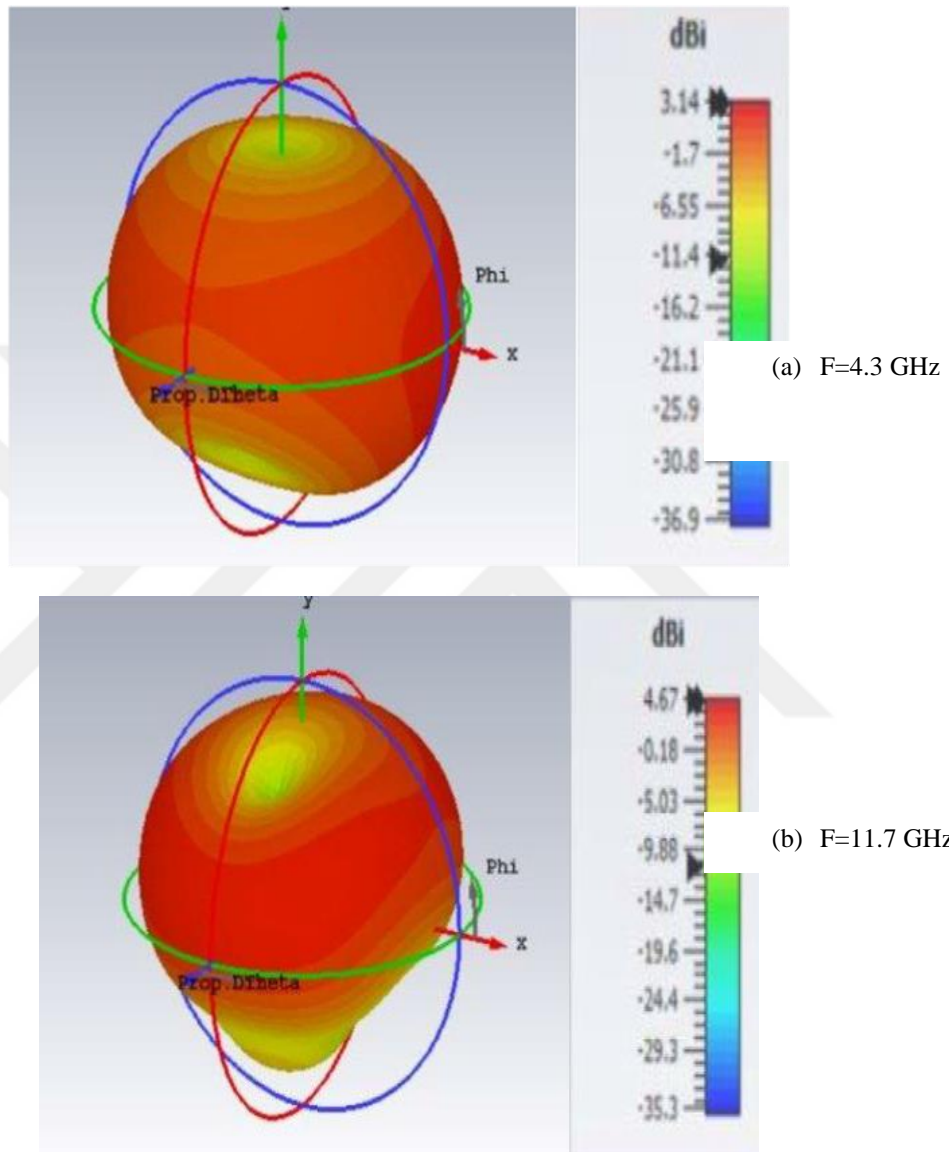 dBi
3.14
-1.7
-6.55
-11.4
-16.2
-21.1
-25.9
-30.8
-36.9
Phi
x
Prop.DTheta
(a) F=4.3 GHz
y
dBi
4.67
-0.18
-5.03
-9.88
-14.7
-19.6
-24.4
-29.3
-35.3
Phi
x
Prop.DTheta
(b) F=11.7 GHz